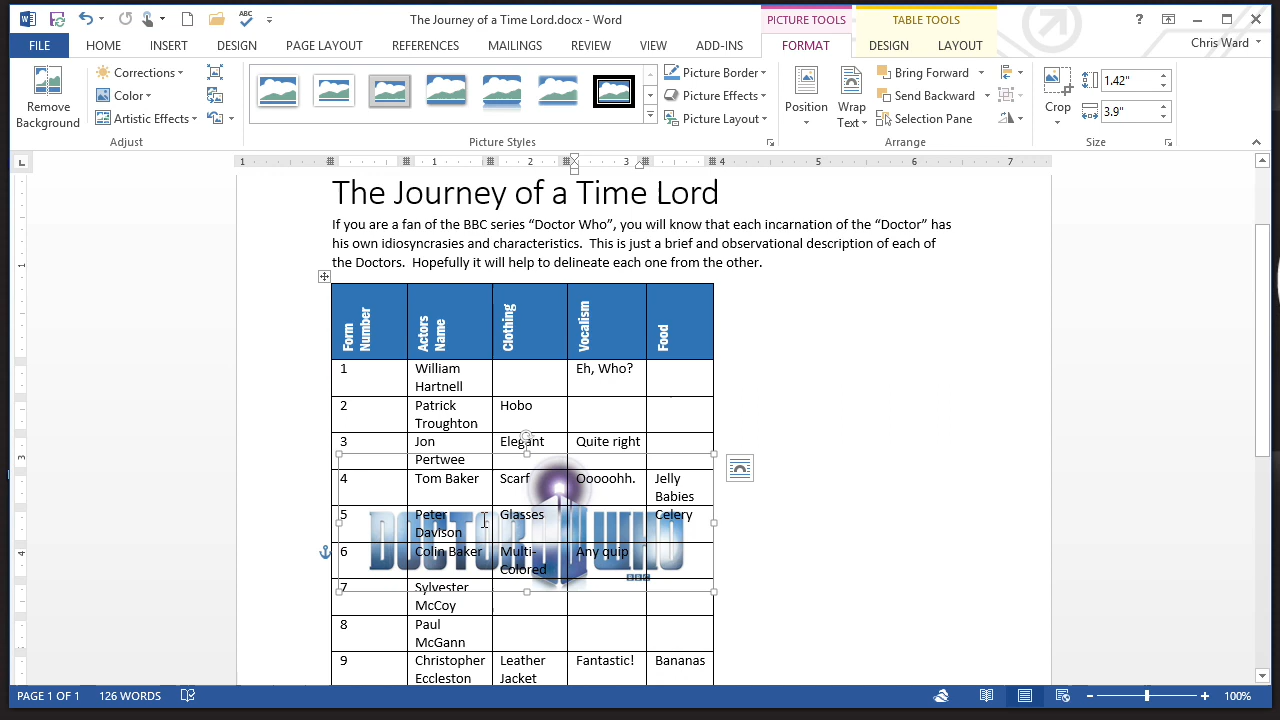 The Journey of a Time Lord.docx - Word
PICTURE TOOLS
TABLE TOOLS
?
FILE
HOME
INSERT
DESIGN
PAGE LAYOUT
REFERENCES
MAILINGS
REVIEW
VIEW
ADD-INS
FORMAT
DESIGN
LAYOUT
Chris Ward
Remove
Background
Corrections
Color
Artistic Effects
Adjust
Picture Styles
Picture Border
Picture Effects
Picture Layout
Position
Wrap
Text
Bring Forward
Send Backward
Selection Pane
Arrange
Crop
1.42"
3.9"
Size
1 1 2 3 4 5 6 7
The Journey of a Time Lord
If you are a fan of the BBC series “Doctor Who”, you will know that each incarnation of the “Doctor” has
his own idiosyncrasies and characteristics.  This is just a brief and observational description of each of
the Doctors.  Hopefully it will help to delineate each one from the other.
Form
Number
Actors
Name
Clothing
Vocalism
Food
1
William
Hartnell
Eh, Who?
2
Patrick
Troughton
Hobo
3
Jon
Pertwee
Elegant
Quite right
4
Tom Baker
Scarf
Ooooohh.
Jelly
Babies
5
Peter
Davison
Glasses
Celery
DOCTOR WHO
BBC
6
Colin Baker
Multi-
Colored
Any quip
7
Sylvester
McCoy
8
Paul
McGann
9
Christopher
Eccleston
Leather
Jacket
Fantastic!
Bananas
PAGE 1 OF 1
126 WORDS
100%